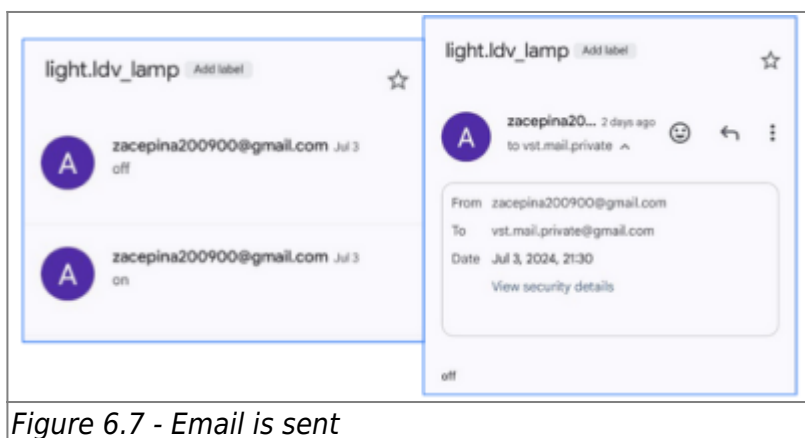 light.ldv_lamp Add label
zacepina200900@gmail.com Jul 3
A
off
zacepina200900@gmail.com Jul 3
A
on
light.ldv_lamp Add label
zacepina20... 2 days ago
A
to vst.mail.private
From zacepina200900@gmail.com
To vst.mail.private@gmail.com
Date Jul 3, 2024, 21:30
View security details
off
Figure 6.7 - Email is sent